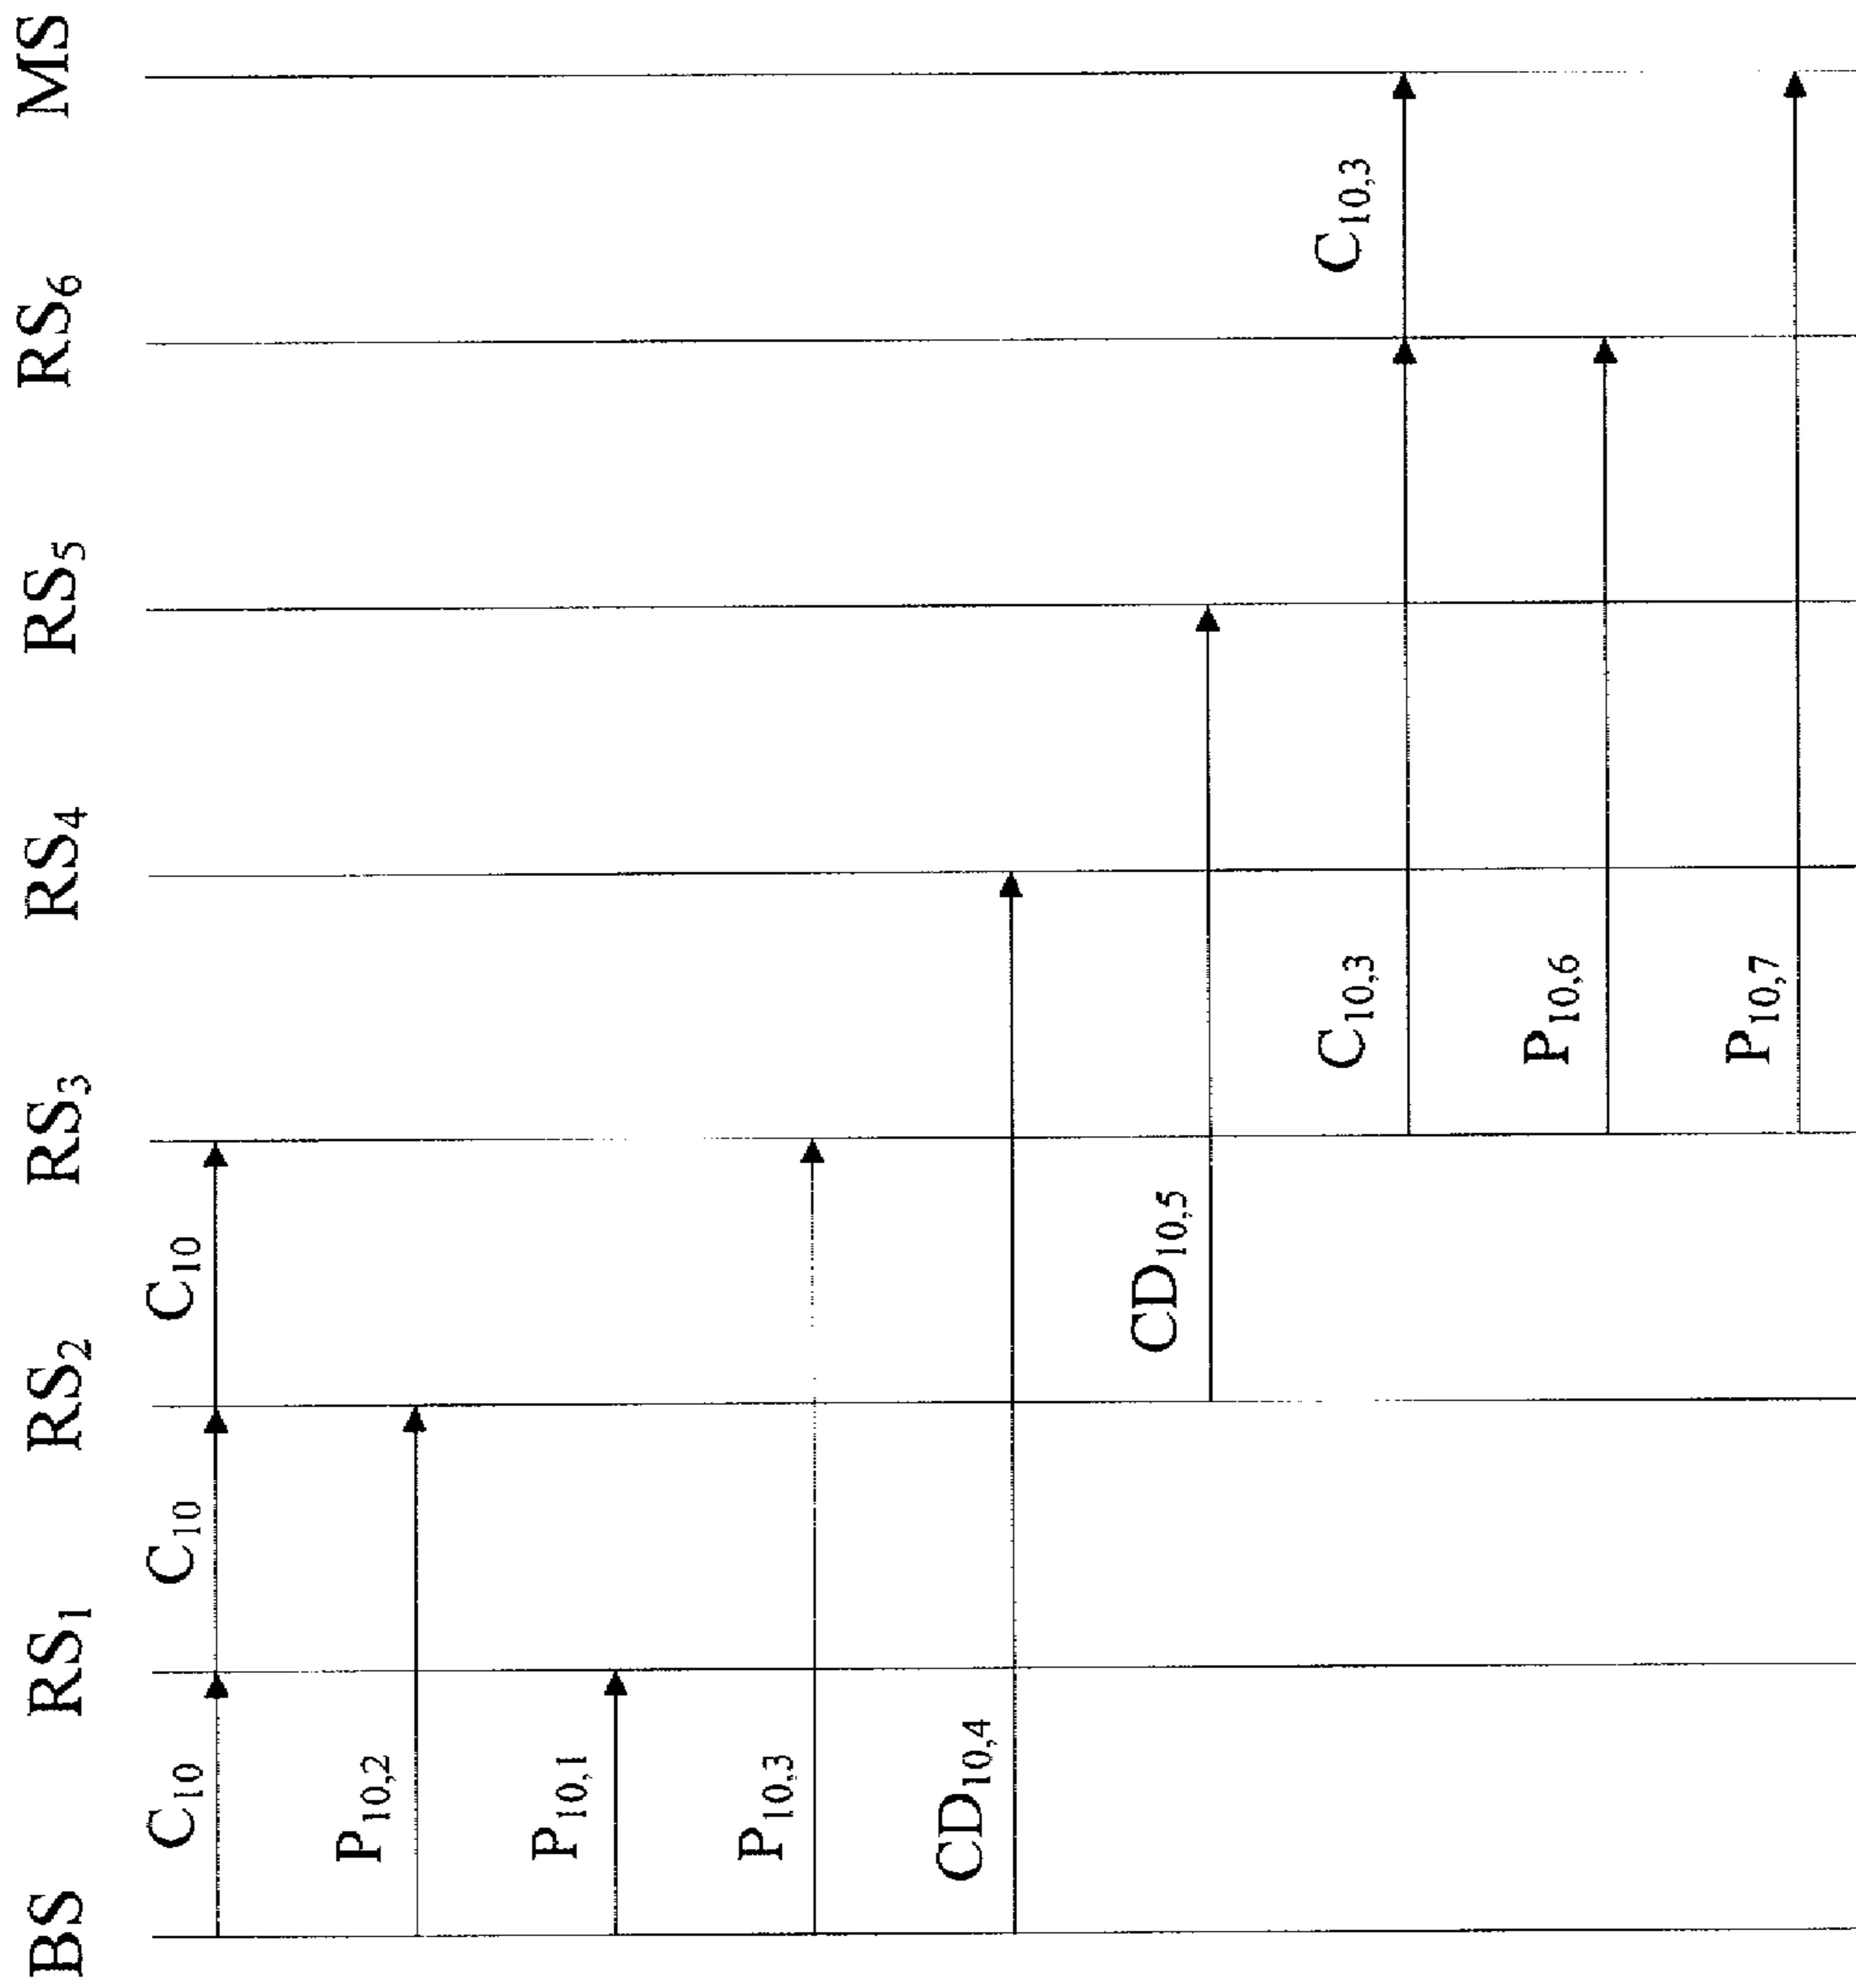 BS RS₁ RS₂ RS₃ RS₄ RS₅ RS₆ MS
C₁₀ C₁₀ C₁₀
P₁₀,₂
P₁₀,₁
P₁₀,₃
CD₁₀,₄
CD₁₀,₅
C₁₀,₃ C₁₀,₃
P₁₀,₆
P₁₀,₇